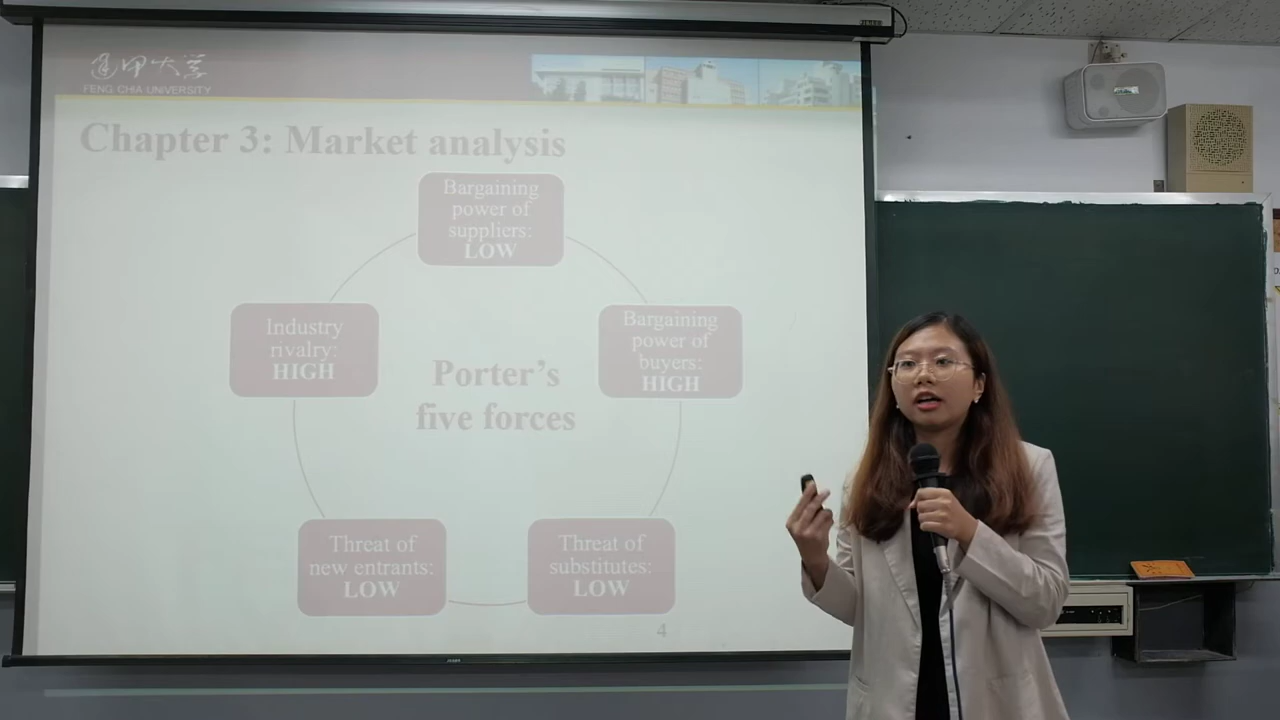 逢甲大學
FENG CHIA UNIVERSITY
Chapter 3: Market analysis
Bargaining
power of
suppliers:
LOW
Industry
rivalry:
HIGH
Bargaining
power of
buyers:
HIGH
Porter's
five forces
Threat of
new entrants:
LOW
Threat of
substitutes:
LOW
4